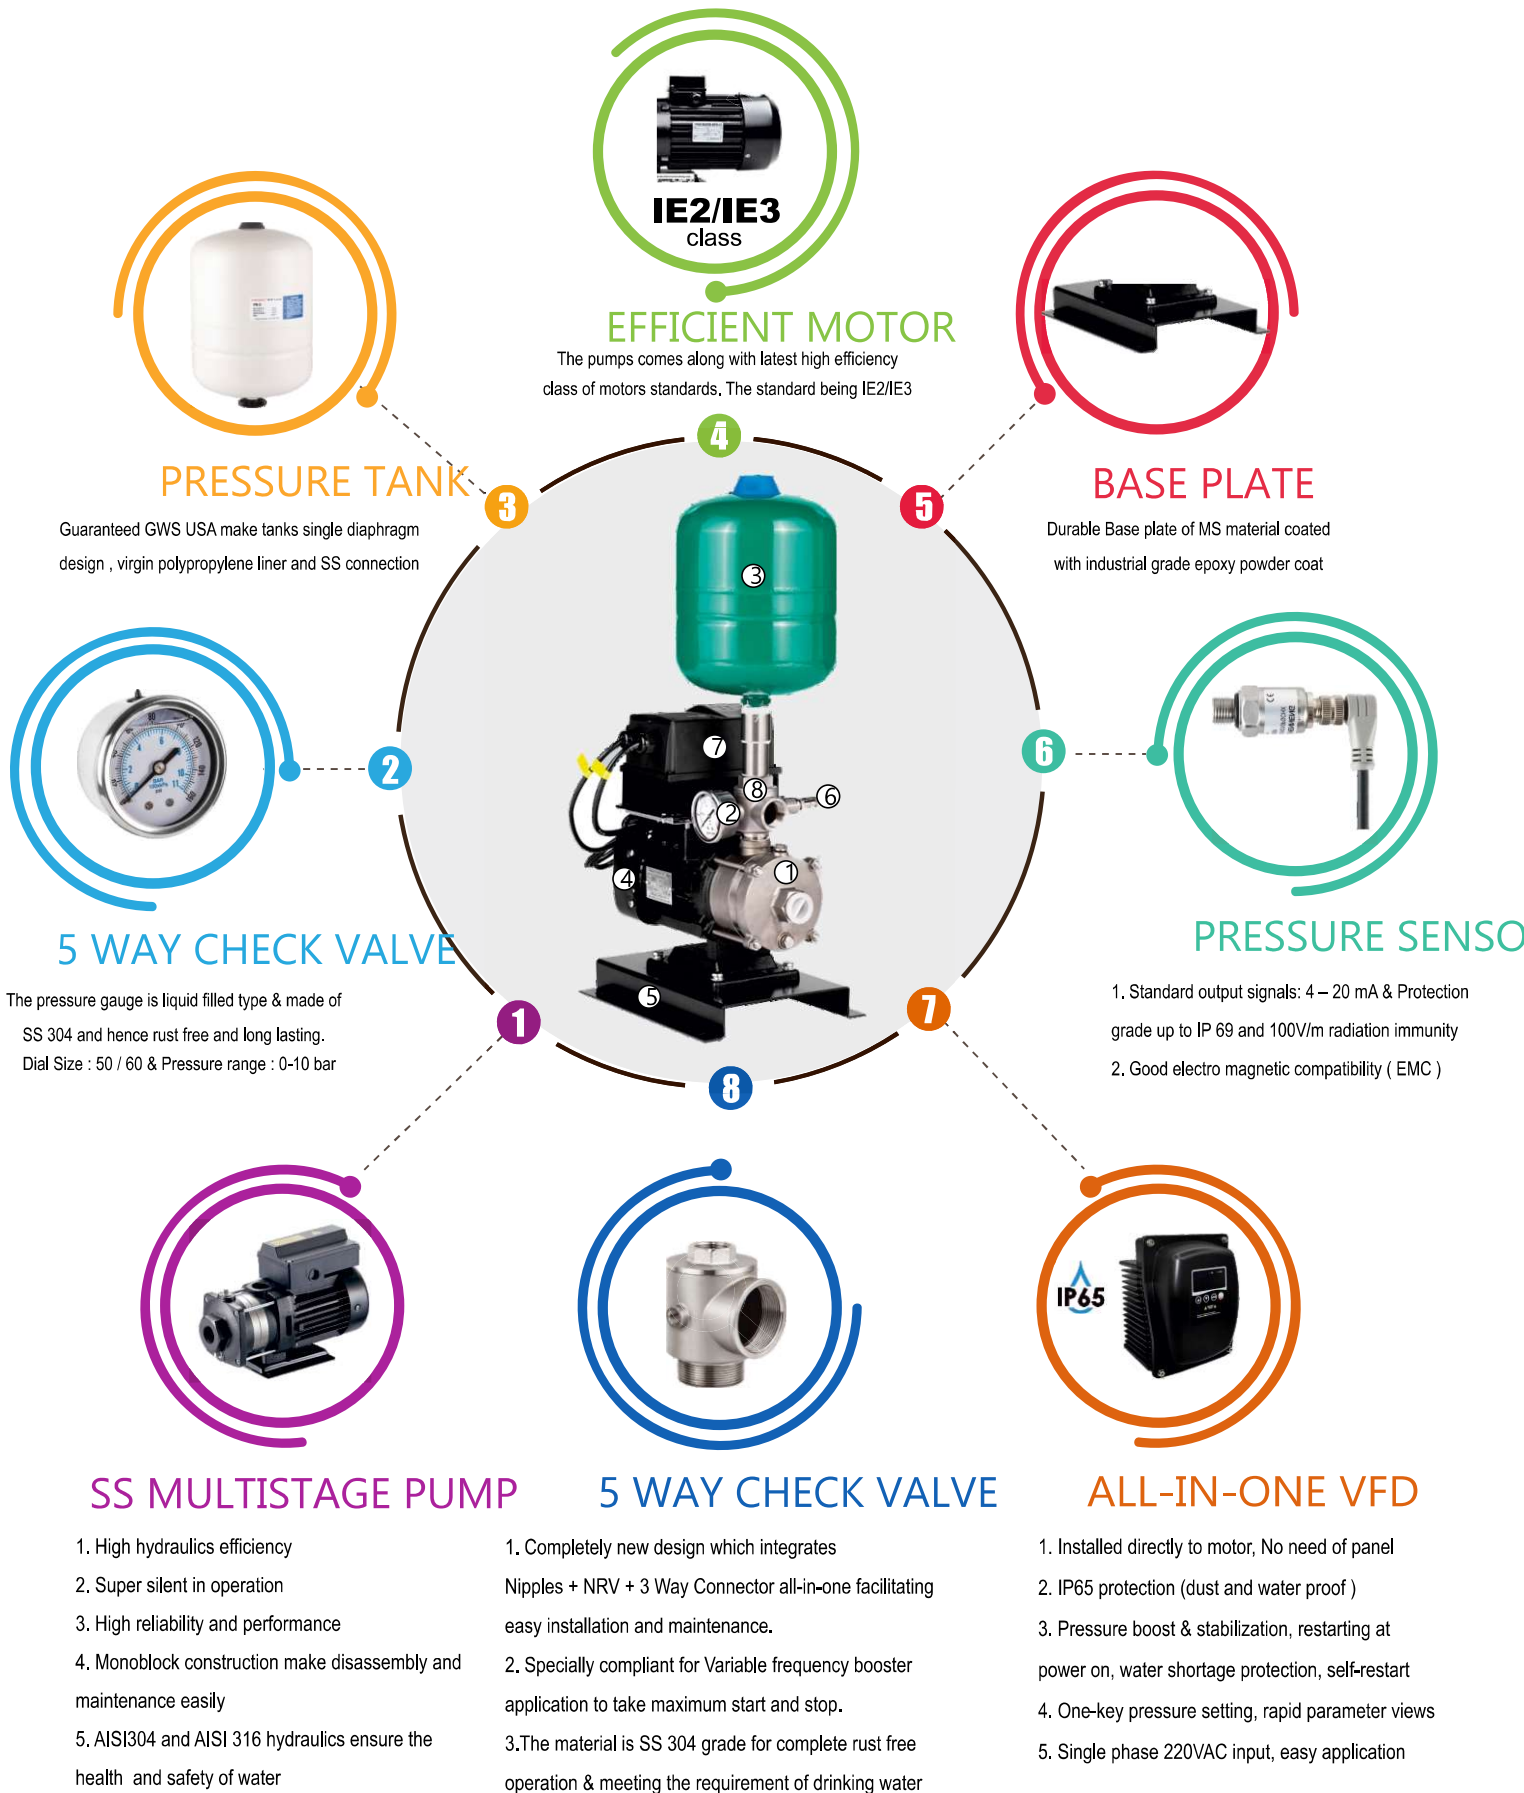 IE2/IE3
class
EFFICIENT MOTOR
The pumps comes along with latest high efficiency
class of motors standards. The standard being IE2/IE3
4
PRESSURE TANK
Guaranteed GWS USA make tanks single diaphragm
design , virgin polypropylene liner and SS connection
3
BASE PLATE
Durable Base plate of MS material coated
with industrial grade epoxy powder coat
5
3
7
8
2
6
1
4
5
5 WAY CHECK VALVE
The pressure gauge is liquid filled type & made of
SS 304 and hence rust free and long lasting.
Dial Size : 50 / 60 & Pressure range : 0-10 bar
2
PRESSURE SENSO
1. Standard output signals: 4 – 20 mA & Protection
grade up to IP 69 and 100V/m radiation immunity
2. Good electro magnetic compatibility ( EMC )
6
1
8
7
SS MULTISTAGE PUMP
1. High hydraulics efficiency
2. Super silent in operation
3. High reliability and performance
4. Monoblock construction make disassembly and
maintenance easily
5. AISI304 and AISI 316 hydraulics ensure the
health and safety of water
5 WAY CHECK VALVE
1. Completely new design which integrates
Nipples + NRV + 3 Way Connector all-in-one facilitating
easy installation and maintenance.
2. Specially compliant for Variable frequency booster
application to take maximum start and stop.
3.The material is SS 304 grade for complete rust free
operation & meeting the requirement of drinking water
IP65
ALL-IN-ONE VFD
1. Installed directly to motor, No need of panel
2. IP65 protection (dust and water proof )
3. Pressure boost & stabilization, restarting at
power on, water shortage protection, self-restart
4. One-key pressure setting, rapid parameter views
5. Single phase 220VAC input, easy application